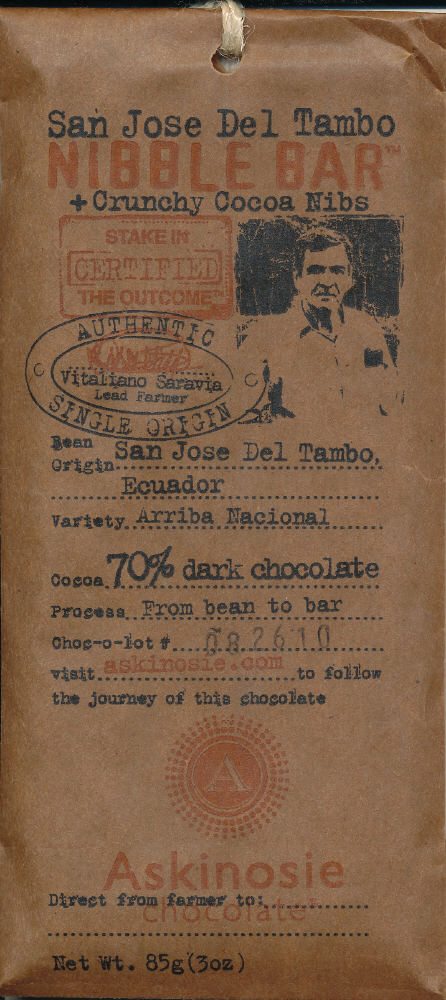 San Jose Del Tambo
NIBBLE BAR™
+ Crunchy Cocoa Nibs
STAKE IN
CERTIFIED
THE OUTCOME™
AUTHENTIC
Vitaliano Saravia
Lead Farmer
SINGLE ORIGIN
Bean Origin San Jose Del Tambo,
Ecuador
Variety Arriba Nacional
Cocoa 70% dark chocolate
Process From bean to bar
Choc-o-lot # 082610
visit askinosie.com to follow
the journey of this chocolate
A
Askinosie
Direct from farmer to:
chocolate
Net Wt. 85g(3oz)